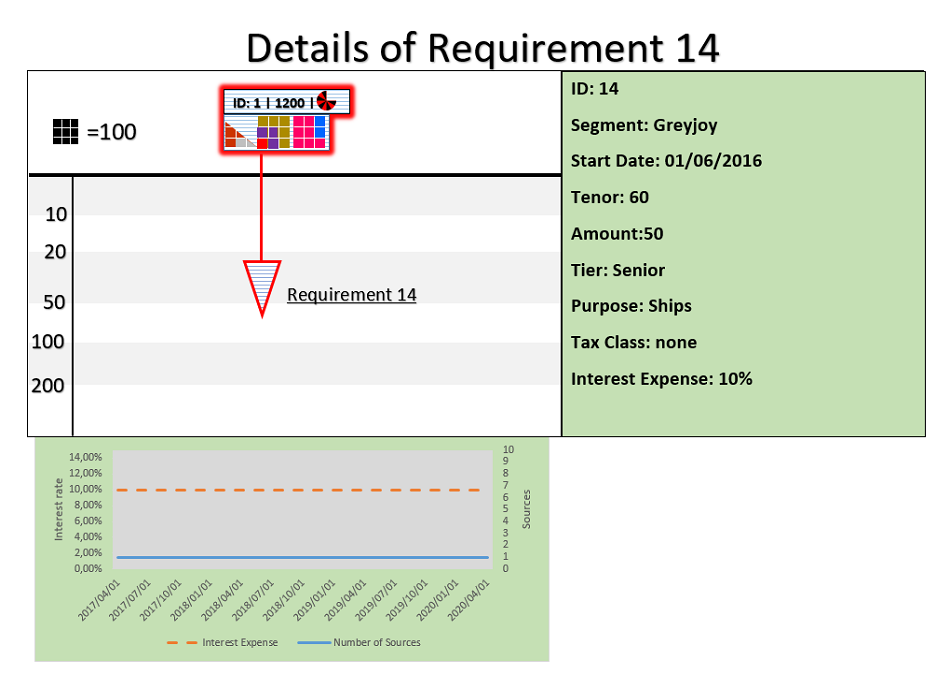 Details of Requirement 14
ID: 1 | 1200 |
=100
10
20
50
100
200
Requirement 14
ID: 14
Segment: Greyjoy
Start Date: 01/06/2016
Tenor: 60
Amount:50
Tier: Senior
Purpose: Ships
Tax Class: none
Interest Expense: 10%
Interest rate
14,00%
12,00%
10,00%
8,00%
6,00%
4,00%
2,00%
0,00%
10
9
8
7
6
5
4
3
2
1
0
Sources
2017/04/01
2017/07/01
2017/10/01
2018/01/01
2018/04/01
2018/07/01
2018/10/01
2019/01/01
2019/04/01
2019/07/01
2019/10/01
2020/01/01
2020/04/01
Interest Expense
Number of Sources